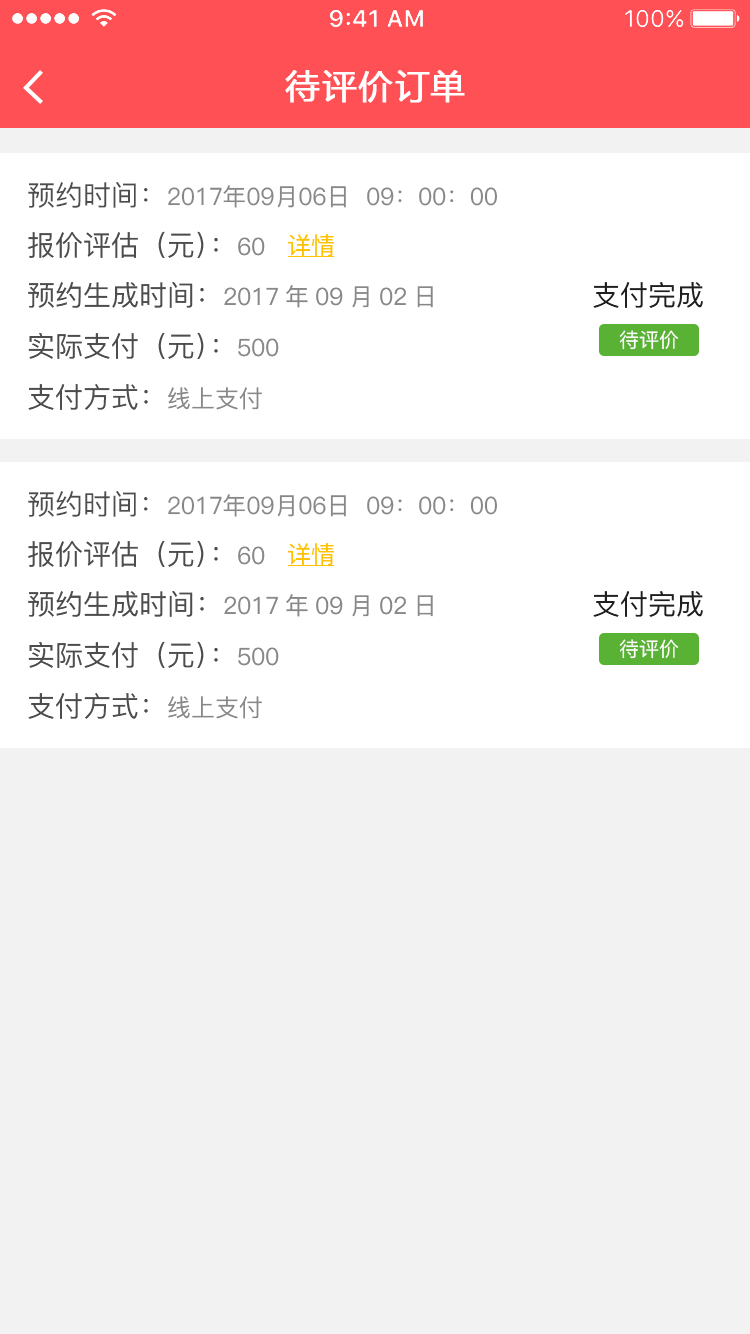 9:41 AM 100%
待评价订单
预约时间：2017年09月06日 09：00：00
报价评估（元）：60 详情
预约生成时间：2017 年 09 月 02 日 支付完成
实际支付（元）：500 待评价
支付方式：线上支付
预约时间：2017年09月06日 09：00：00
报价评估（元）：60 详情
预约生成时间：2017 年 09 月 02 日 支付完成
实际支付（元）：500 待评价
支付方式：线上支付